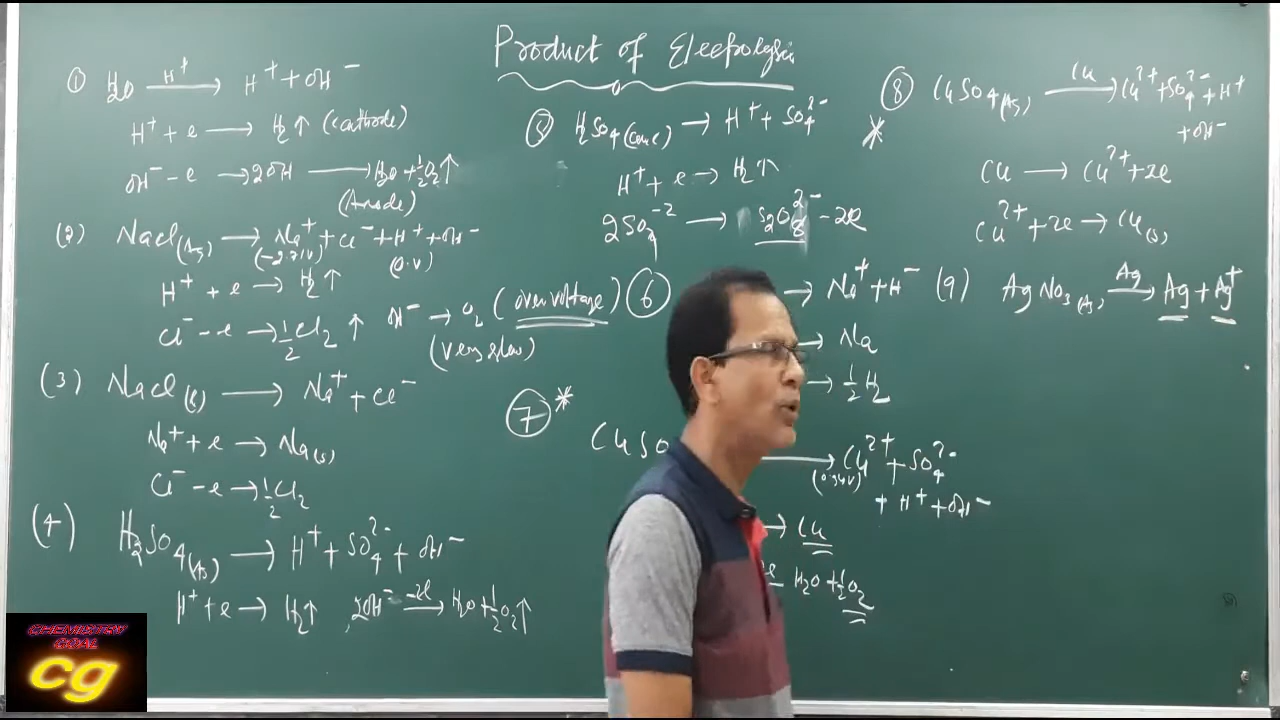 Product of Electrolysis
① H₂O —H⁺→ H⁺ + OH⁻
H⁺ + e → H₂↑ (Cathode)
OH⁻ - e → 2OH → H₂O + ½O₂↑
(Anode)
(2) NaCl(Aq) → Na⁺ + Cl⁻ + H⁺ + OH⁻
(-2.71V) (0.V)
H⁺ + e → H₂↑
Cl⁻ - e → ½Cl₂↑ OH⁻ → O₂ (overvoltage)
(very slow)
(3) NaCl(l) → Na⁺ + Cl⁻
Na⁺ + e → Na(s)
Cl⁻ - e → ½Cl₂
(4) H₂SO₄(Aq) → H⁺ + SO₄²⁻ + OH⁻
H⁺ + e → H₂↑, 2OH⁻ —-2e→ H₂O + ½O₂↑
⑤ H₂SO₄(Conc) → H⁺ + SO₄²⁻
H⁺ + e → H₂↑
2SO₄⁻² → S₂O₈²⁻ - 2e
⑥ → Na⁺ + H⁻
→ Na
→ ½H₂
⑦* CuSO → Cu²⁺ + SO₄²⁻
(0.34V) + H⁺ + OH⁻
→ Cu
e H₂O + ½O₂
⑧ CuSO₄(Aq) —Cu→ Cu²⁺ + SO₄²⁻ + H⁺
* + OH⁻
Cu → Cu²⁺ + 2e
Cu²⁺ + 2e → Cu(s)
(9) AgNO₃(Aq) —Ag→ Ag + Ag⁺
CHEMISTRY
GOAL
cg